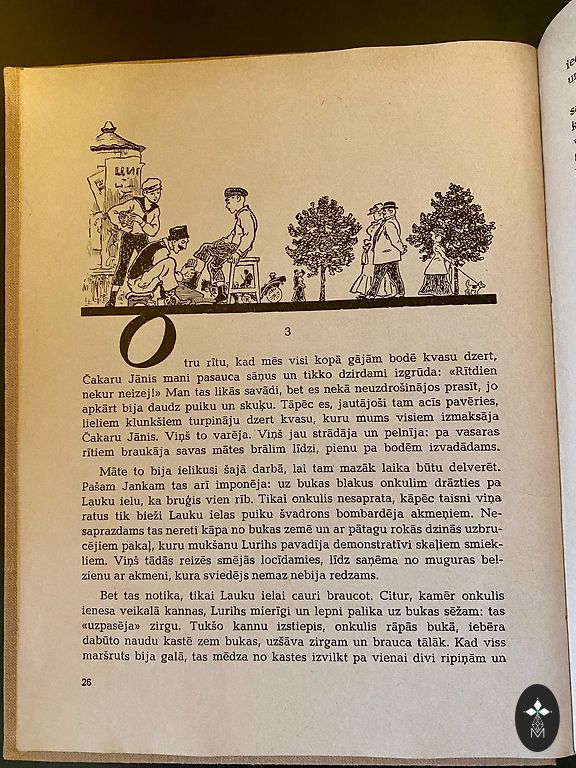 ЦИ
3
Otru rītu, kad mēs visi kopā gājām bodē kvasu dzert,
Čakaru Jānis mani pasauca sāņus un tikko dzirdami izgrūda: «Rītdien
nekur neizej!» Man tas likās savādi, bet es nekā neuzdrošinājos prasīt, jo
apkārt bija daudz puiku un skuķu. Tāpēc es, jautājoši tam acīs pavēries,
lieliem klunkšiem turpināju dzert kvasu, kuru mums visiem izmaksāja
Čakaru Jānis. Viņš to varēja. Viņš jau strādāja un pelnīja: pa vasaras
rītiem braukāja savas mātes brālim līdzi, pienu pa bodēm izvadādams.
Māte to bija ielikusi šajā darbā, lai tam mazāk laika būtu delverēt.
Pašam Jankam tas arī imponēja: uz bukas blakus onkulim drāzties pa
Lauku ielu, ka bruģis vien rīb. Tikai onkulis nesaprata, kāpēc taisni viņa
ratus tik bieži Lauku ielas puiku švadrons bombardēja akmeņiem. Ne-
saprazdams tas nereti kāpa no bukas zemē un ar pātagu rokās dzinās uzbru-
cējiem pakaļ, kuru mukšanu Lurihs pavadīja demonstratīvi skaļiem smiek-
liem. Viņš tādās reizēs smējās locīdamies, līdz saņēma no muguras bel-
zienu ar akmeni, kura sviedējs nemaz nebija redzams.
Bet tas notika, tikai Lauku ielai cauri braucot. Citur, kamēr onkulis
ienesa veikalā kannas, Lurihs mierīgi un lepni palika uz bukas sēžam: tas
«uzpasēja» zirgu. Tukšo kannu izstiepis, onkulis rāpās bukā, iebēra
dabūto naudu kastē zem bukas, uzšāva zirgam un brauca tālāk. Kad viss
maršruts bija galā, tas mēdza no kastes izvilkt pa vienai divi ripiņām un
26
M